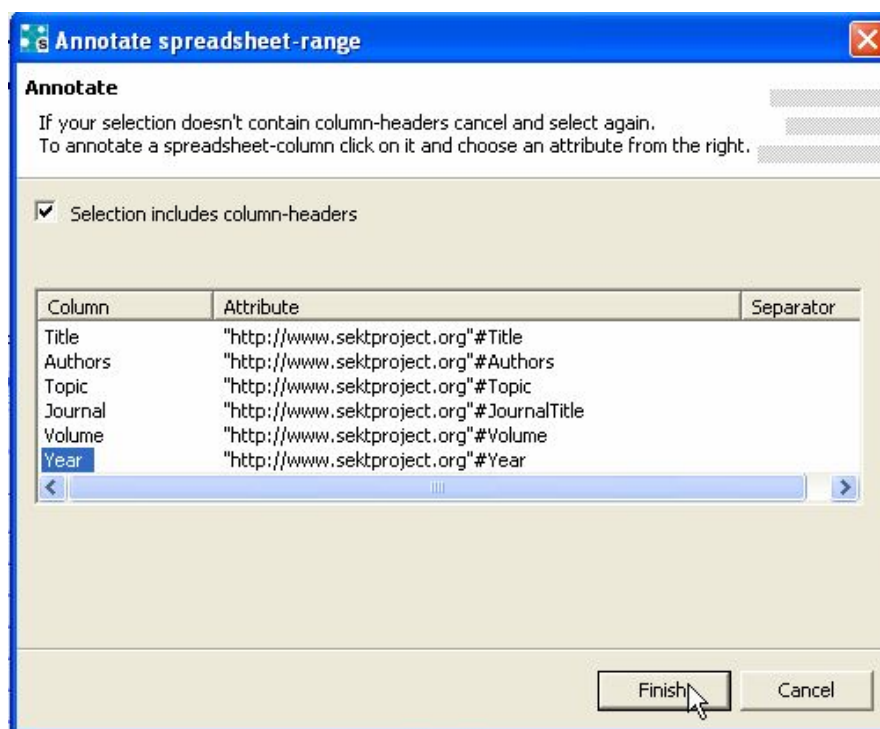 Annotate spreadsheet-range
Annotate
If your selection doesn't contain column-headers cancel and select again.
To annotate a spreadsheet-column click on it and choose an attribute from the right.
Selection includes column-headers
Column Attribute Separator
Title "http://www.sektproject.org"#Title
Authors "http://www.sektproject.org"#Authors
Topic "http://www.sektproject.org"#Topic
Journal "http://www.sektproject.org"#JournalTitle
Volume "http://www.sektproject.org"#Volume
Year "http://www.sektproject.org"#Year
Finish Cancel